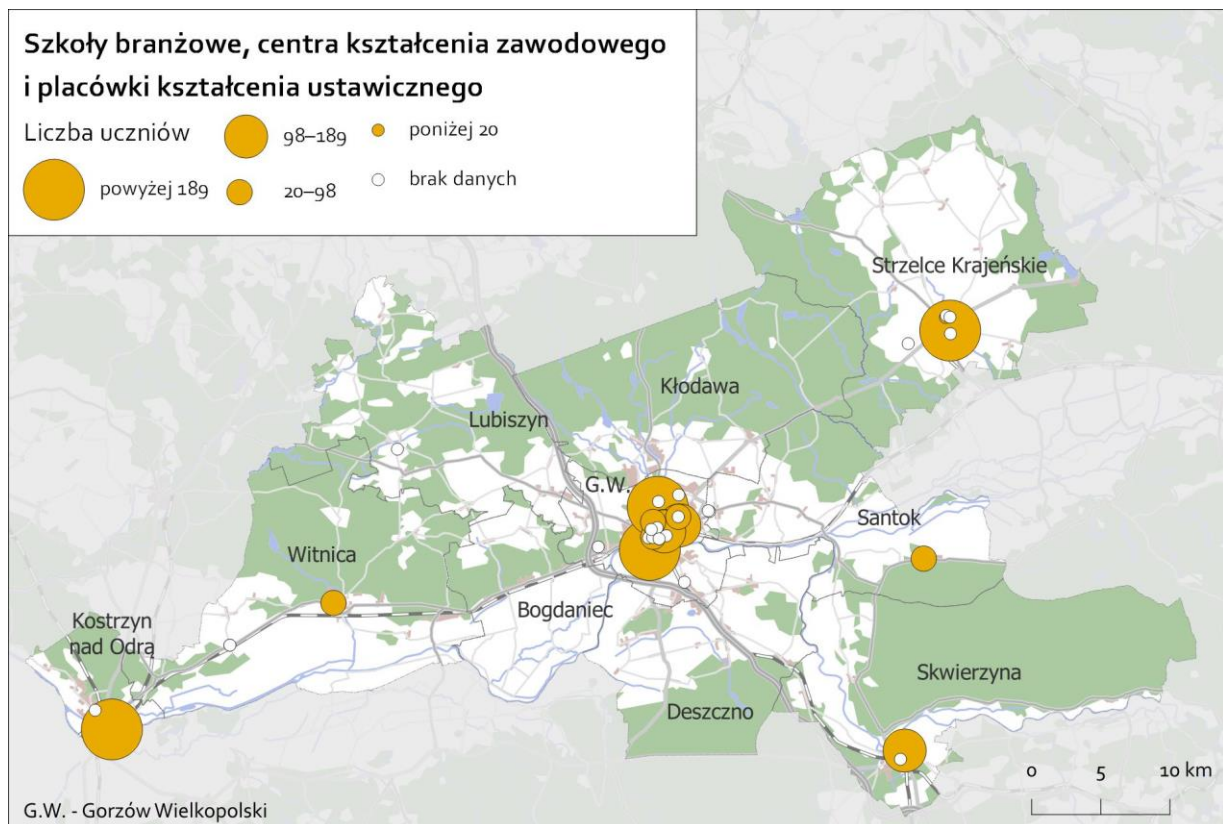 Szkoły branżowe, centra kształcenia zawodowego
i placówki kształcenia ustawicznego
Liczba uczniów
powyżej 189
98–189
20–98
poniżej 20
brak danych
Strzelce Krajeńskie
Kłodawa
Lubiszyn
G.W.
Santok
Witnica
Bogdaniec
Kostrzyn
nad Odrą
Skwierzyna
Deszczno
0 5 10 km
G.W. - Gorzów Wielkopolski